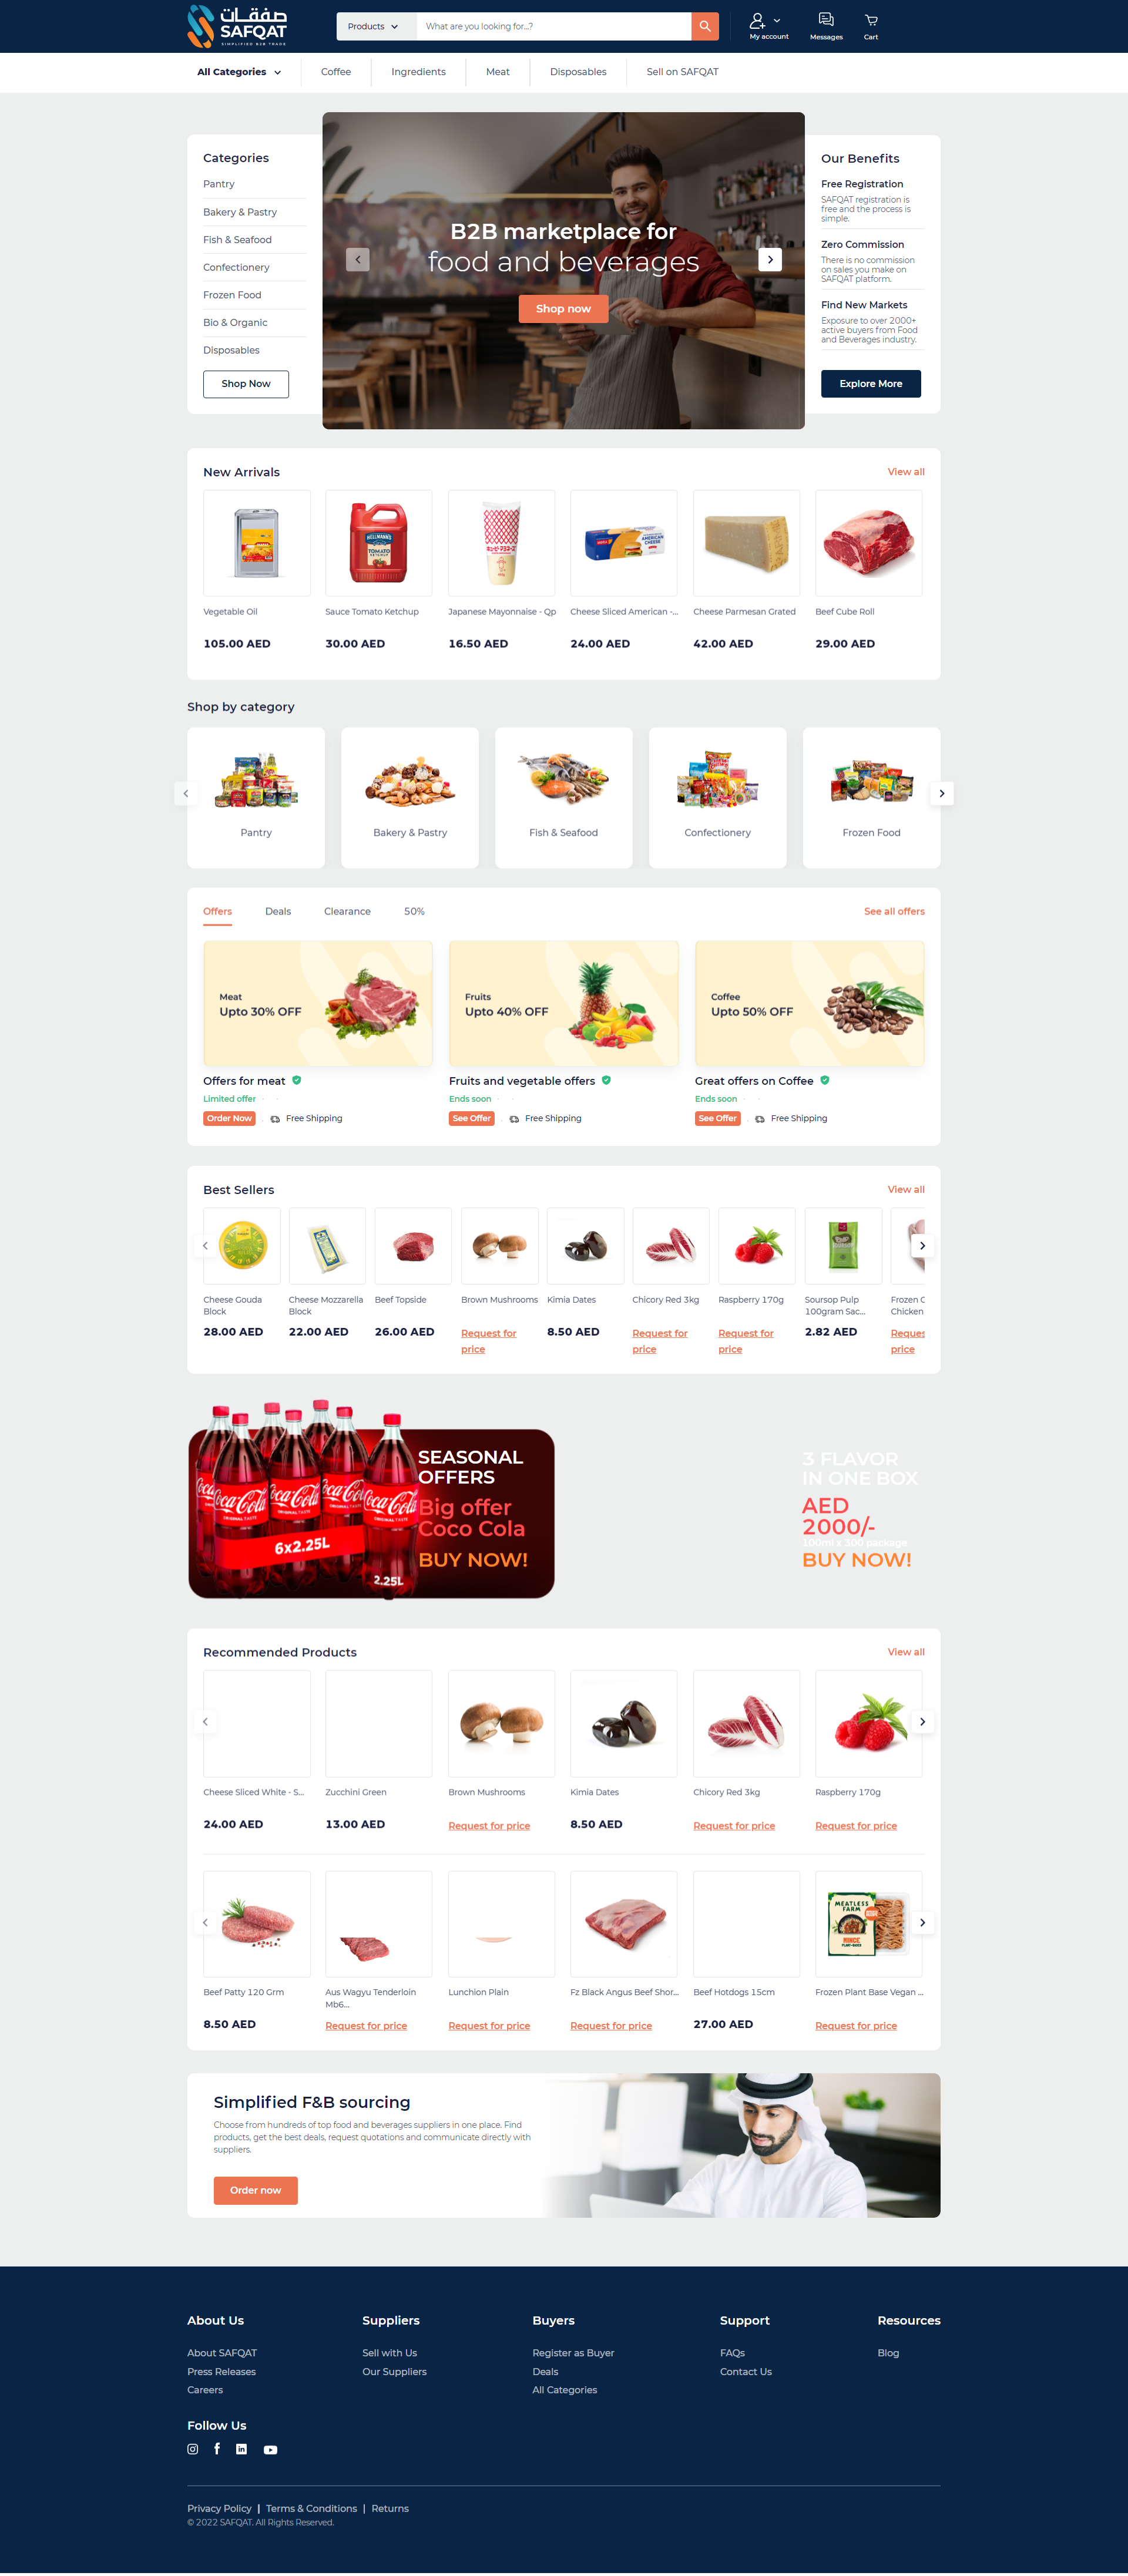 صفقات
SAFQAT
SIMPLIFIED B2B TRADE
Products
What are you looking for...?
My account
Messages
Cart
All Categories
Coffee
Ingredients
Meat
Disposables
Sell on SAFQAT
Categories
Pantry
Bakery & Pastry
Fish & Seafood
Confectionery
Frozen Food
Bio & Organic
Disposables
Shop Now
B2B marketplace for
food and beverages
Shop now
Our Benefits
Free Registration
SAFQAT registration is
free and the process is
simple.
Zero Commission
There is no commission
on sales you make on
SAFQAT platform.
Find New Markets
Exposure to over 2000+
active buyers from Food
and Beverages industry.
Explore More
New Arrivals
View all
HELLMANN'S
TOMATO
KETCHUP
AMERICAN
CHEESE
Vegetable Oil
105.00 AED
Sauce Tomato Ketchup
30.00 AED
Japanese Mayonnaise - Qp
16.50 AED
Cheese Sliced American -...
24.00 AED
Cheese Parmesan Grated
42.00 AED
Beef Cube Roll
29.00 AED
Shop by category
Pantry
Bakery & Pastry
Fish & Seafood
Confectionery
Frozen Food
Offers
Deals
Clearance
50%
See all offers
Meat
Upto 30% OFF
Fruits
Upto 40% OFF
Coffee
Upto 50% OFF
Offers for meat
Limited offer
Order Now
Free Shipping
Fruits and vegetable offers
Ends soon
See Offer
Free Shipping
Great offers on Coffee
Ends soon
See Offer
Free Shipping
Best Sellers
View all
Cheese Gouda
Block
28.00 AED
Cheese Mozzarella
Block
22.00 AED
Beef Topside
26.00 AED
Brown Mushrooms
Request for
price
Kimia Dates
8.50 AED
Chicory Red 3kg
Request for
price
Raspberry 170g
Request for
price
SOURSOP
Soursop Pulp
100gram Sac...
2.82 AED
Frozen C
Chicken
Reques
price
Coca-Cola
Coca-Cola
Coca-Cola
Coca-Cola
ORIGINAL TASTE
6x2.25L
2.25L
SEASONAL
OFFERS
Big offer
Coco Cola
BUY NOW!
3 FLAVOR
IN ONE BOX
AED
2000/-
100ml x 300 package
BUY NOW!
Recommended Products
View all
Cheese Sliced White - S...
24.00 AED
Zucchini Green
13.00 AED
Brown Mushrooms
Request for price
Kimia Dates
8.50 AED
Chicory Red 3kg
Request for price
Raspberry 170g
Request for price
MEATLESS
FARM
MINCE
PLANT-BASED
Beef Patty 120 Grm
8.50 AED
Aus Wagyu Tenderloin
Mb6...
Request for price
Lunchion Plain
Request for price
Fz Black Angus Beef Shor...
Request for price
Beef Hotdogs 15cm
27.00 AED
Frozen Plant Base Vegan ...
Request for price
Simplified F&B sourcing
Choose from hundreds of top food and beverages suppliers in one place. Find
products, get the best deals, request quotations and communicate directly with
suppliers.
Order now
About Us
About SAFQAT
Press Releases
Careers
Suppliers
Sell with Us
Our Suppliers
Buyers
Register as Buyer
Deals
All Categories
Support
FAQs
Contact Us
Resources
Blog
Follow Us
Privacy Policy | Terms & Conditions | Returns
© 2022 SAFQAT. All Rights Reserved.